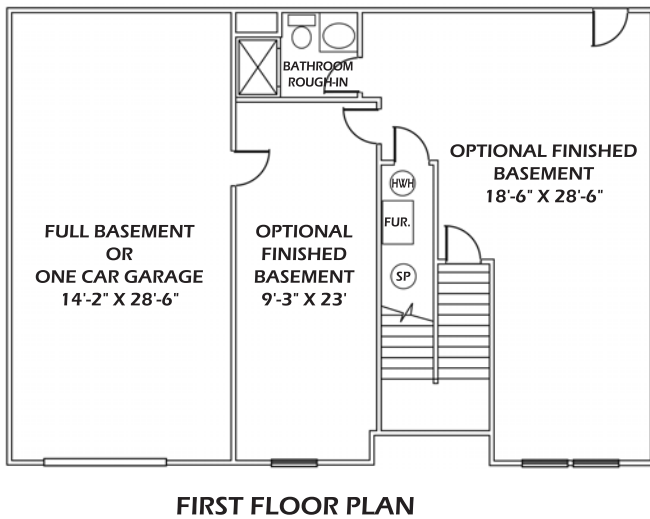 BATHROOM
ROUGH-IN
OPTIONAL FINISHED
BASEMENT
18'-6" X 28'-6"
HWH
FUR.
SP
FULL BASEMENT
OR
ONE CAR GARAGE
14'-2" X 28'-6"
OPTIONAL
FINISHED
BASEMENT
9'-3" X 23'
FIRST FLOOR PLAN